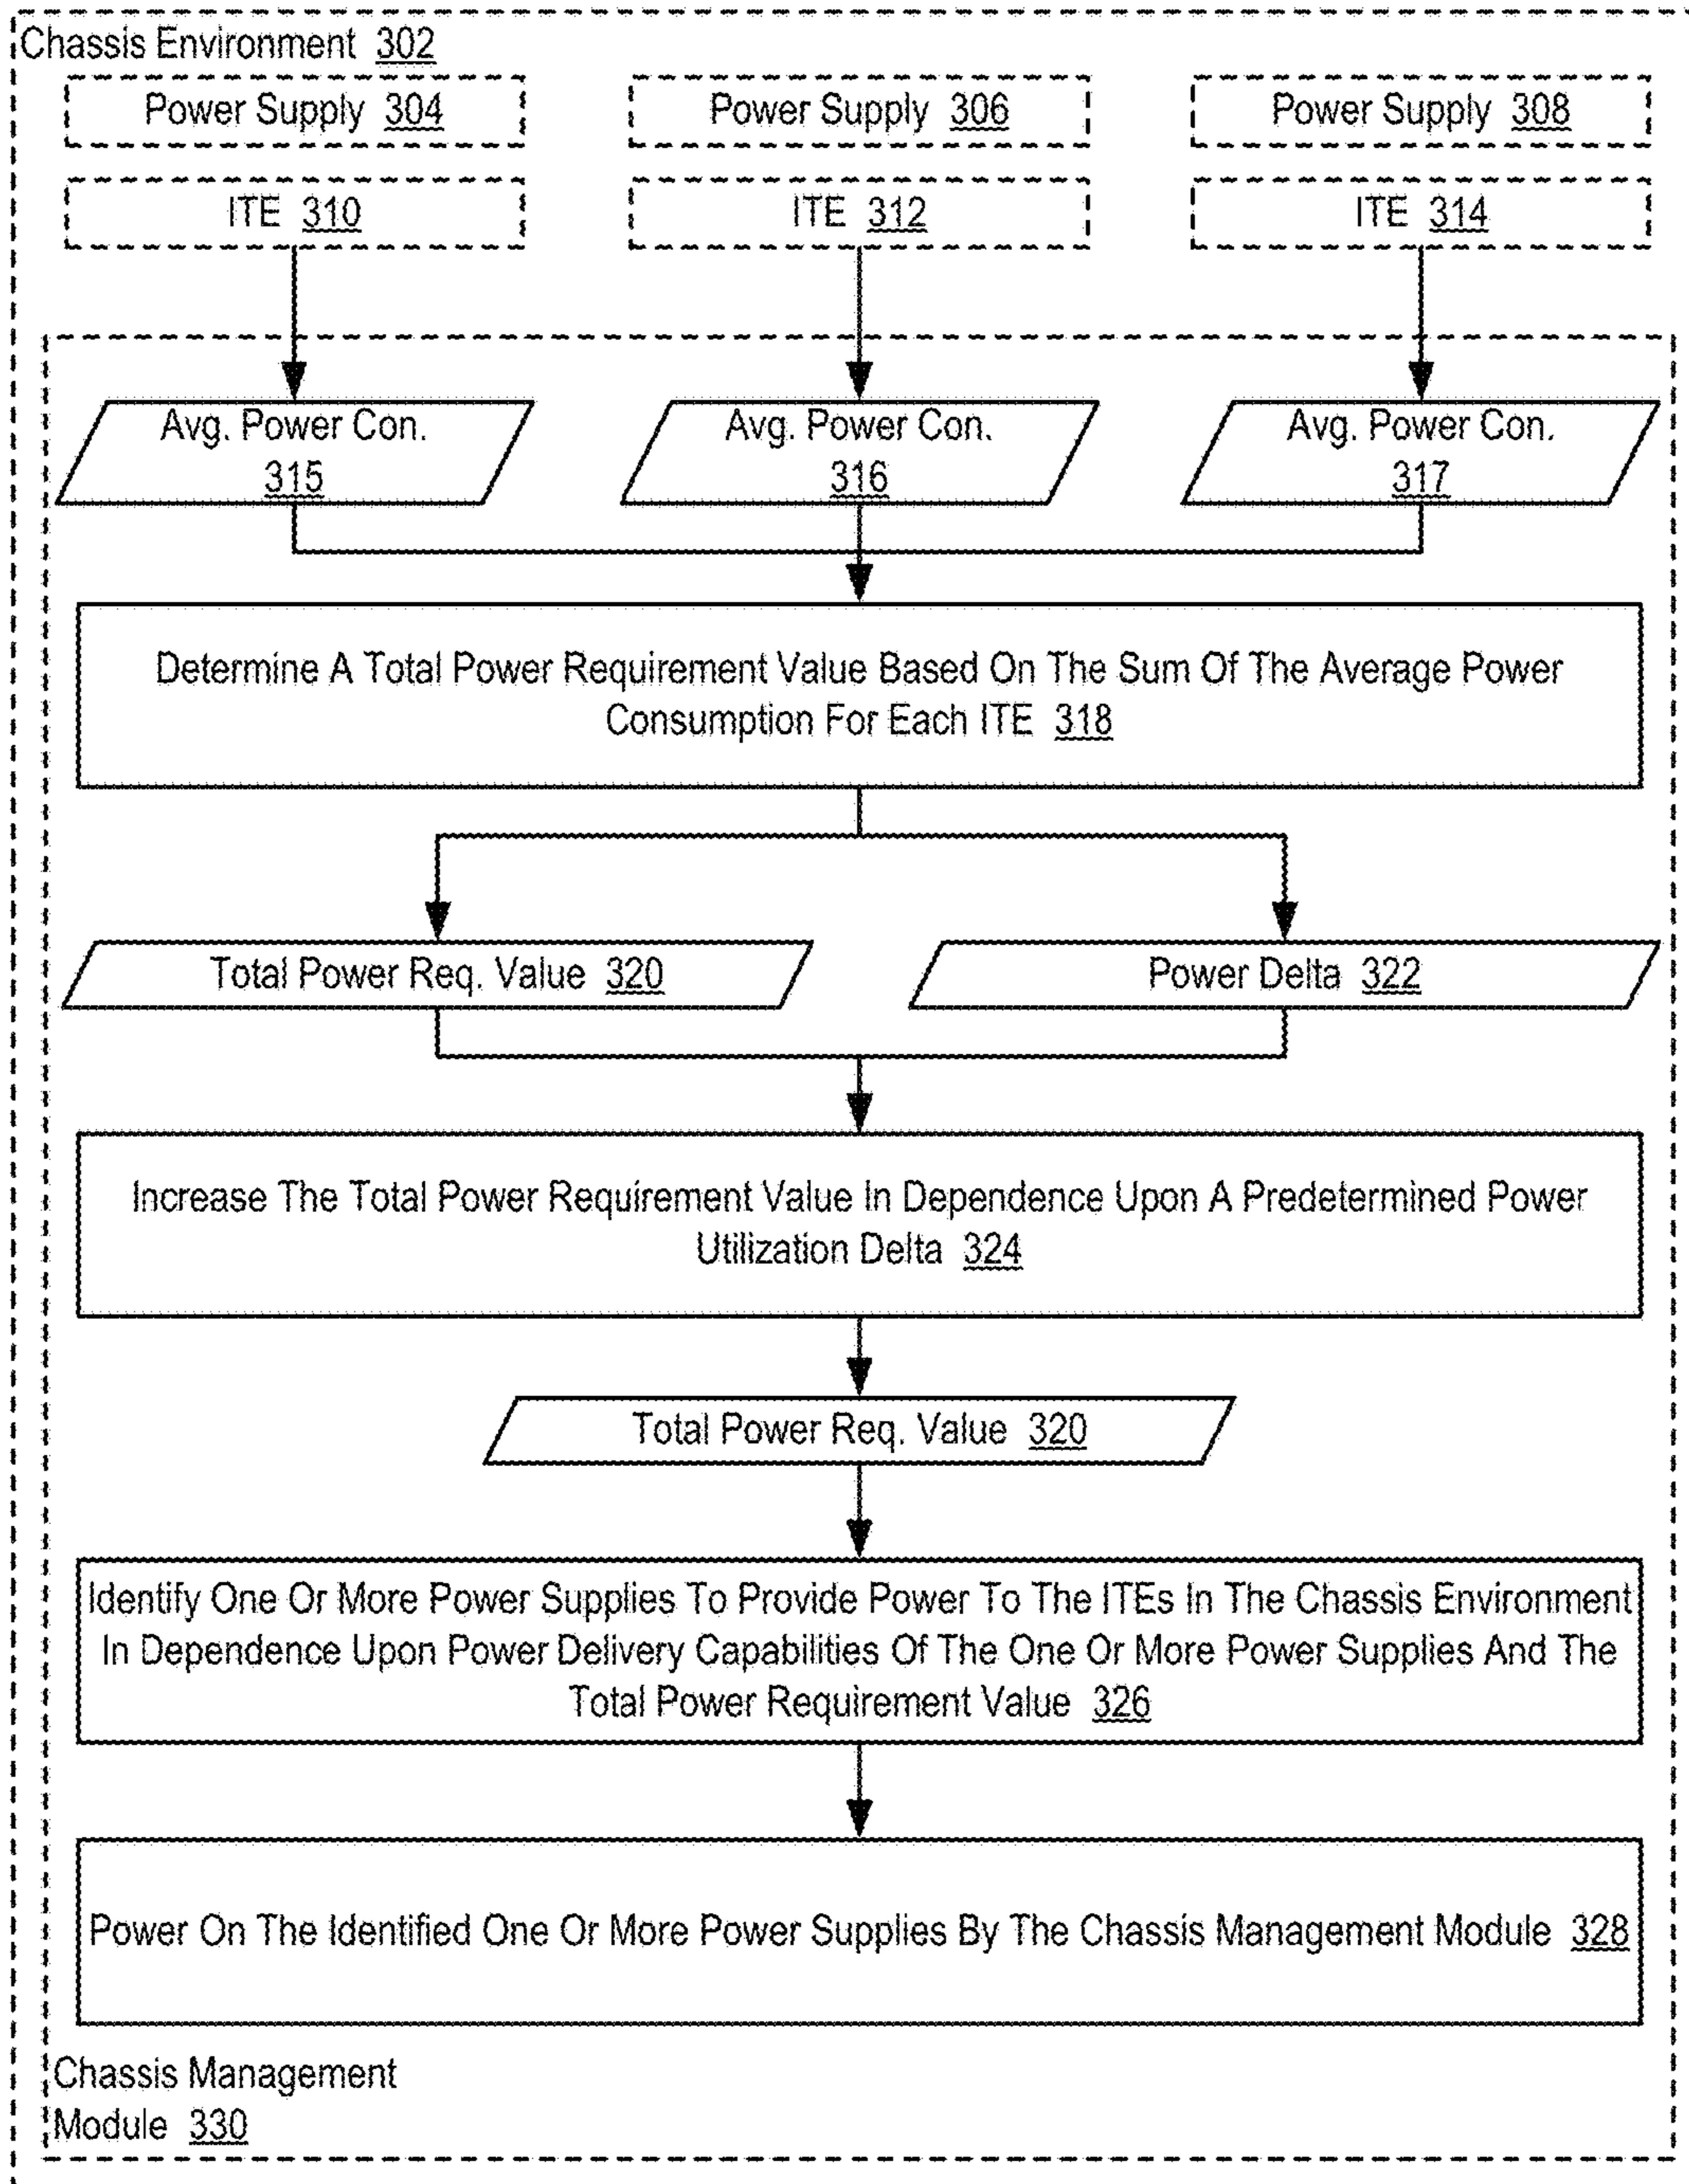 Chassis Environment 302
Power Supply 304
Power Supply 306
Power Supply 308
ITE 310
ITE 312
ITE 314
Avg. Power Con.
315
Avg. Power Con.
316
Avg. Power Con.
317
Determine A Total Power Requirement Value Based On The Sum Of The Average Power
Consumption For Each ITE 318
Total Power Req. Value 320
Power Delta 322
Increase The Total Power Requirement Value In Dependence Upon A Predetermined Power
Utilization Delta 324
Total Power Req. Value 320
Identify One Or More Power Supplies To Provide Power To The ITEs In The Chassis Environment
In Dependence Upon Power Delivery Capabilities Of The One Or More Power Supplies And The
Total Power Requirement Value 326
Power On The Identified One Or More Power Supplies By The Chassis Management Module 328
Chassis Management
Module 330